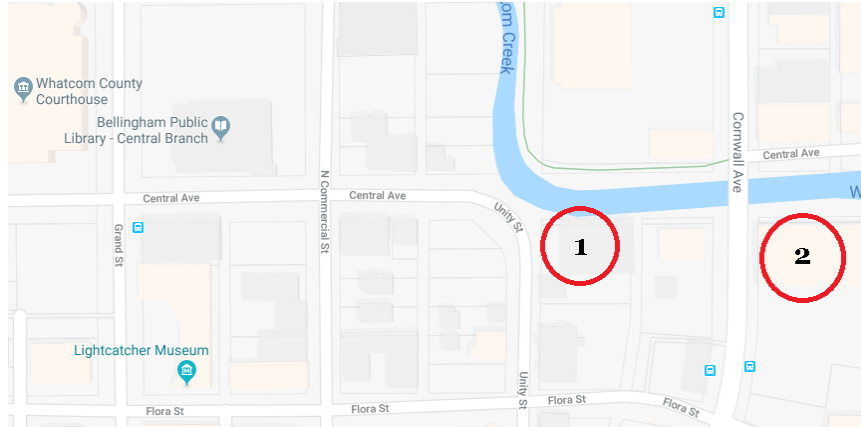 om Creek
Whatcom County
Courthouse
Bellingham Public
Library - Central Branch
Cornwall Ave
Central Ave
Central Ave
Central Ave
N Commercial St
W
Unity St
Grand St
1
2
Lightcatcher Museum
Unity St
Flora St
Flora St
Flora St
Flora St